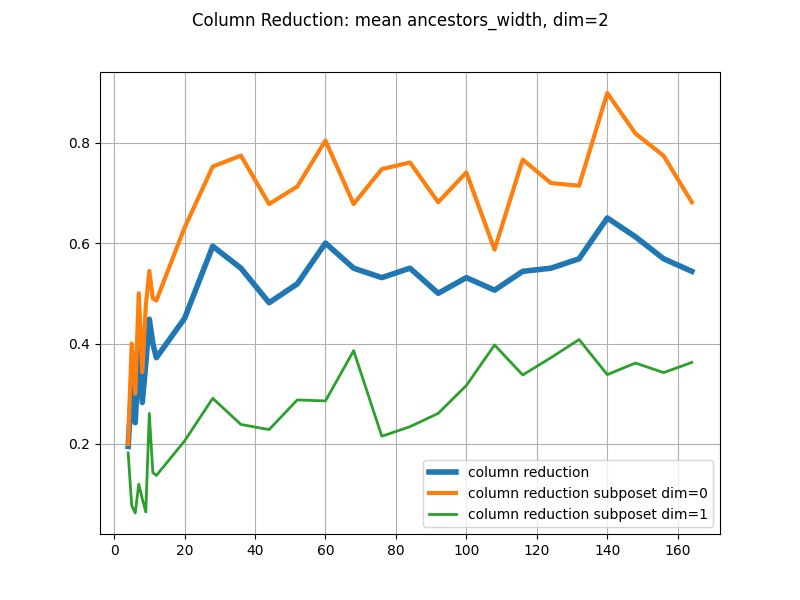 Column Reduction: mean ancestors_width, dim=2
0.8
0.6
0.4
0.2
column reduction
column reduction subposet dim=0
column reduction subposet dim=1
0 20 40 60 80 100 120 140 160